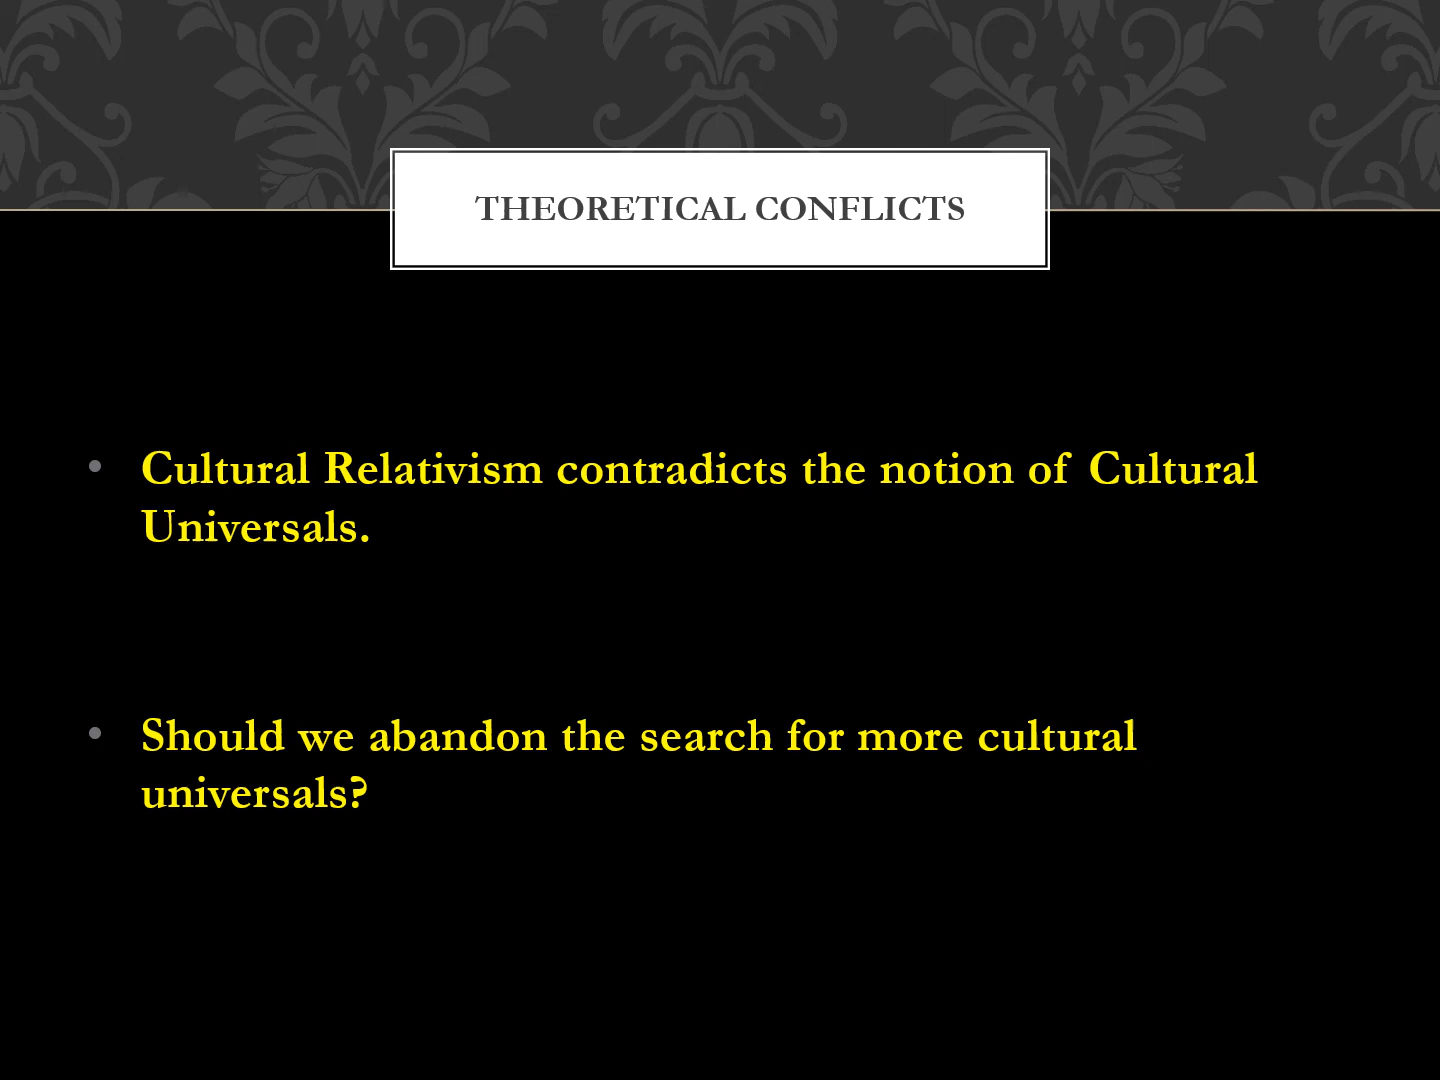 THEORETICAL CONFLICTS
• Cultural Relativism contradicts the notion of Cultural
Universals.
• Should we abandon the search for more cultural
universals?